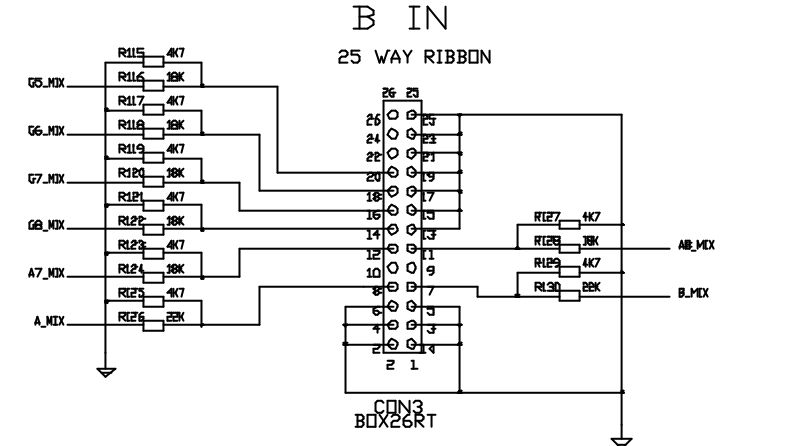 B IN
25 WAY RIBBON
R115 4K7
G5_MIX R116 18K
R117 4K7
G6_MIX R118 18K
R119 4K7
G7_MIX R120 18K
R121 4K7
G8_MIX R122 18K
R123 4K7
A7_MIX R124 18K
R125 4K7
A_MIX R126 22K
26 25
26 25
24 23
22 21
20 19
18 17
16 15
14 13
12 11
10 9
8 7
6 5
4 3
2 1
2 1
R127 4K7
R128 18K A8_MIX
R129 4K7
R130 22K B_MIX
CON3
BOX26RT